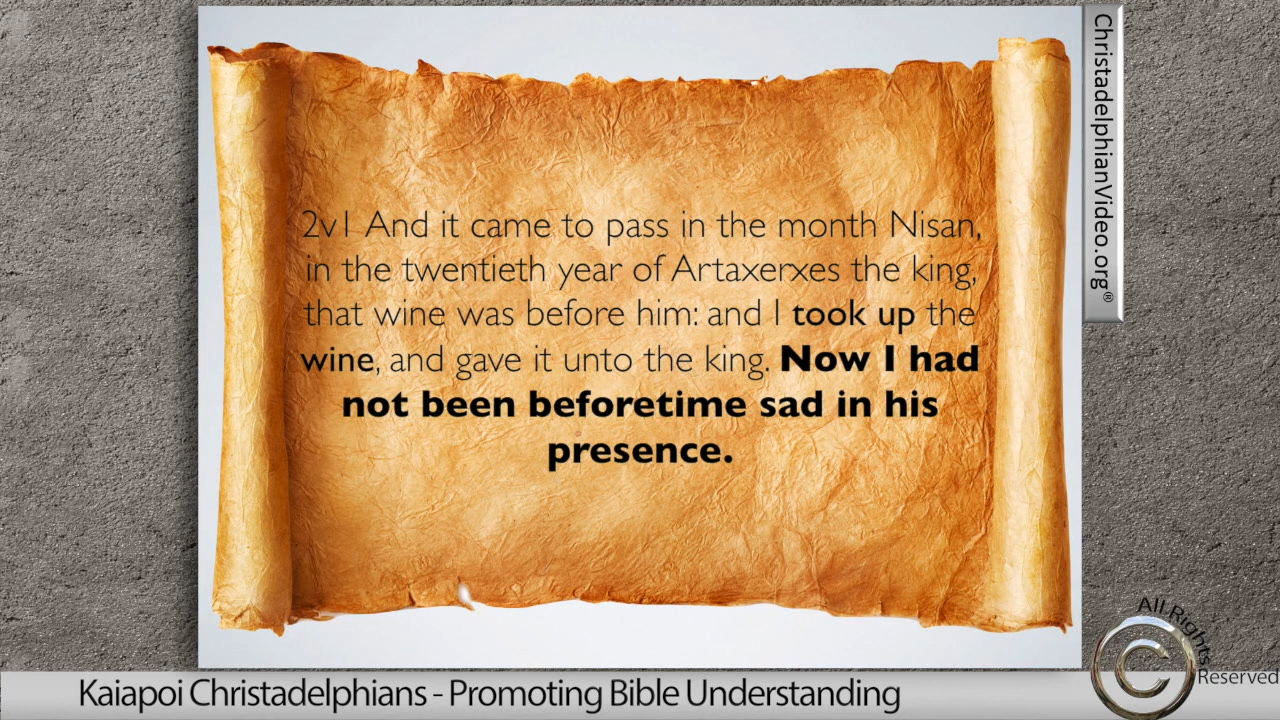 2v1 And it came to pass in the month Nisan,
in the twentieth year of Artaxerxes the king,
that wine was before him: and I took up the
wine, and gave it unto the king. Now I had
not been beforetime sad in his
presence.
ChristadelphianVideo.org®
All Rights
C
Reserved
Kaiapoi Christadelphians - Promoting Bible Understanding